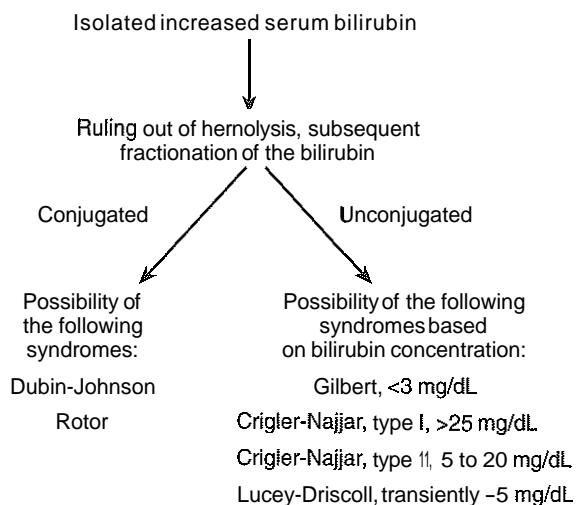 Isolated increased serum bilirubin
Ruling out of hernolysis, subsequent
fractionation of the bilirubin
Conjugated
Unconjugated
Possibility of
the following
syndromes:
Dubin-Johnson
Rotor
Possibility of the following
syndromes based
on bilirubin concentration:
Gilbert, <3 mg/dL
Crigler-Najjar, type I, >25 mg/dL
Crigler-Najjar, type 11, 5 to 20 mg/dL
Lucey-Driscoll, transiently −5 mg/dL